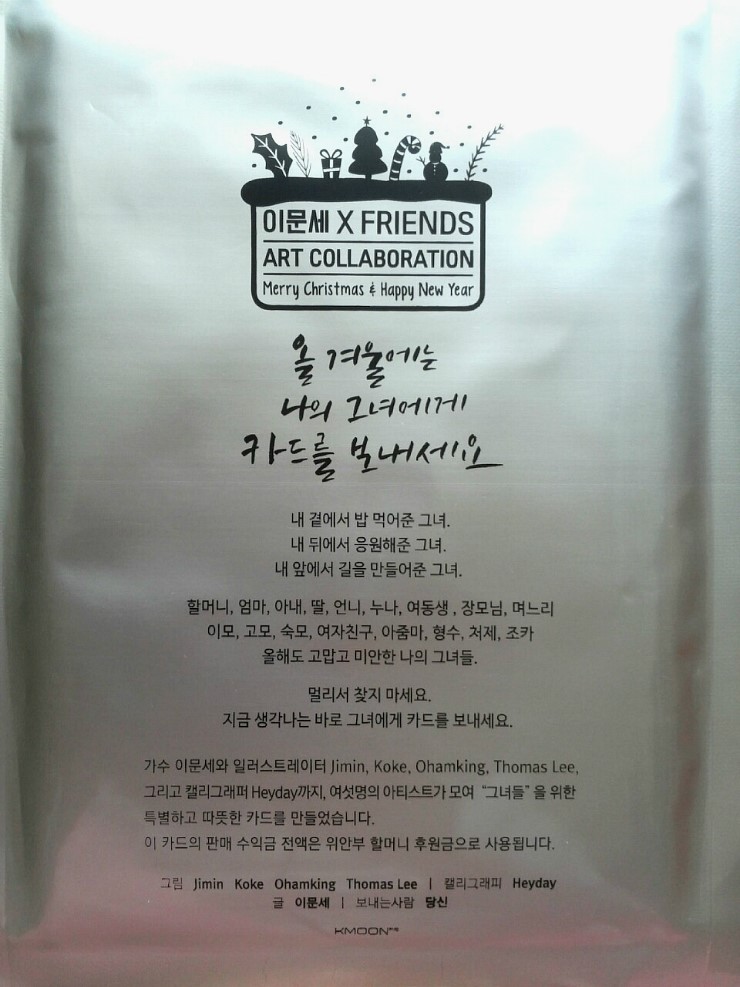 이문세 X FRIENDS
ART COLLABORATION
Merry Christmas & Happy New Year
올 겨울에는
나의 그녀에게
카드를 보내세요
내 곁에서 밥 먹어준 그녀.
내 뒤에서 응원해준 그녀.
내 앞에서 길을 만들어준 그녀.
할머니, 엄마, 아내, 딸, 언니, 누나, 여동생 , 장모님, 며느리
이모, 고모, 숙모, 여자친구, 아줌마, 형수, 처제, 조카
올해도 고맙고 미안한 나의 그녀들.
멀리서 찾지 마세요.
지금 생각나는 바로 그녀에게 카드를 보내세요.
가수 이문세와 일러스트레이터 Jimin, Koke, Ohamking, Thomas Lee,
그리고 캘리그래퍼 Heyday까지, 여섯명의 아티스트가 모여 “그녀들” 을 위한
특별하고 따뜻한 카드를 만들었습니다.
이 카드의 판매 수익금 전액은 위안부 할머니 후원금으로 사용됩니다.
그림 Jimin Koke Ohamking Thomas Lee | 캘리그래피 Heyday
글 이문세 | 보내는사람 당신
KMOON